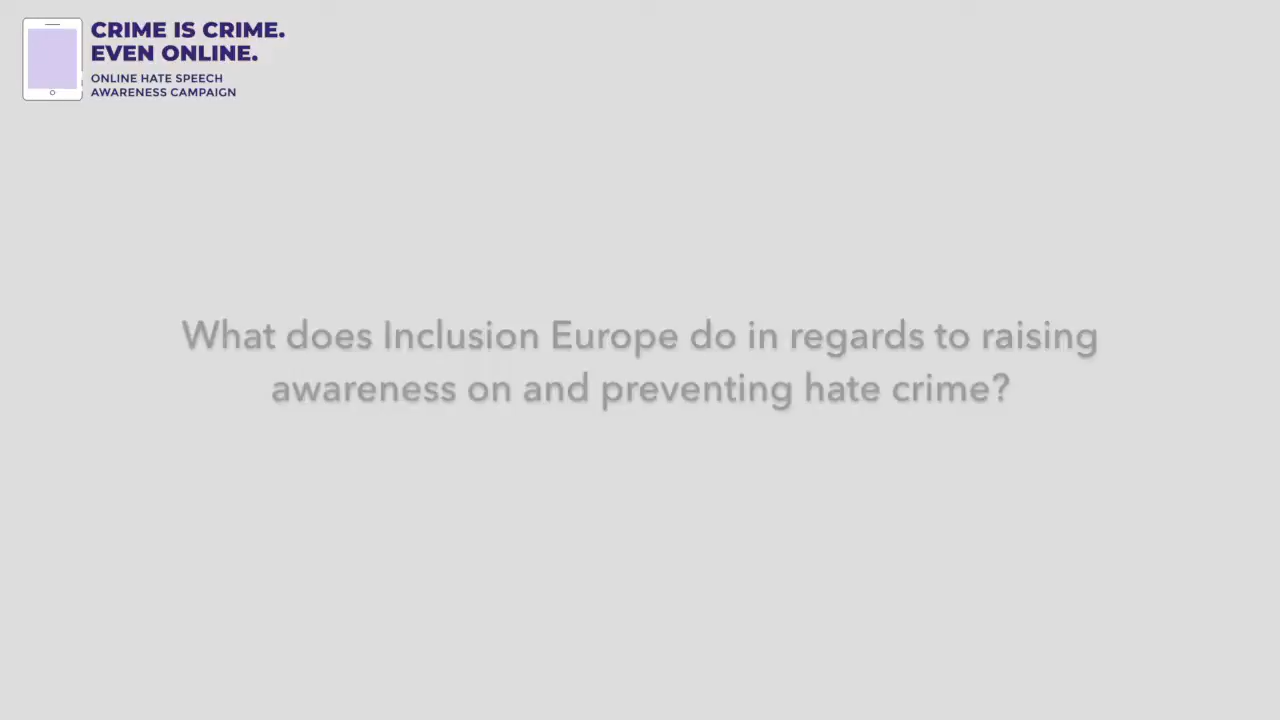 CRIME IS CRIME.
EVEN ONLINE.
ONLINE HATE SPEECH
AWARENESS CAMPAIGN
What does Inclusion Europe do in regards to raising
awareness on and preventing hate crime?